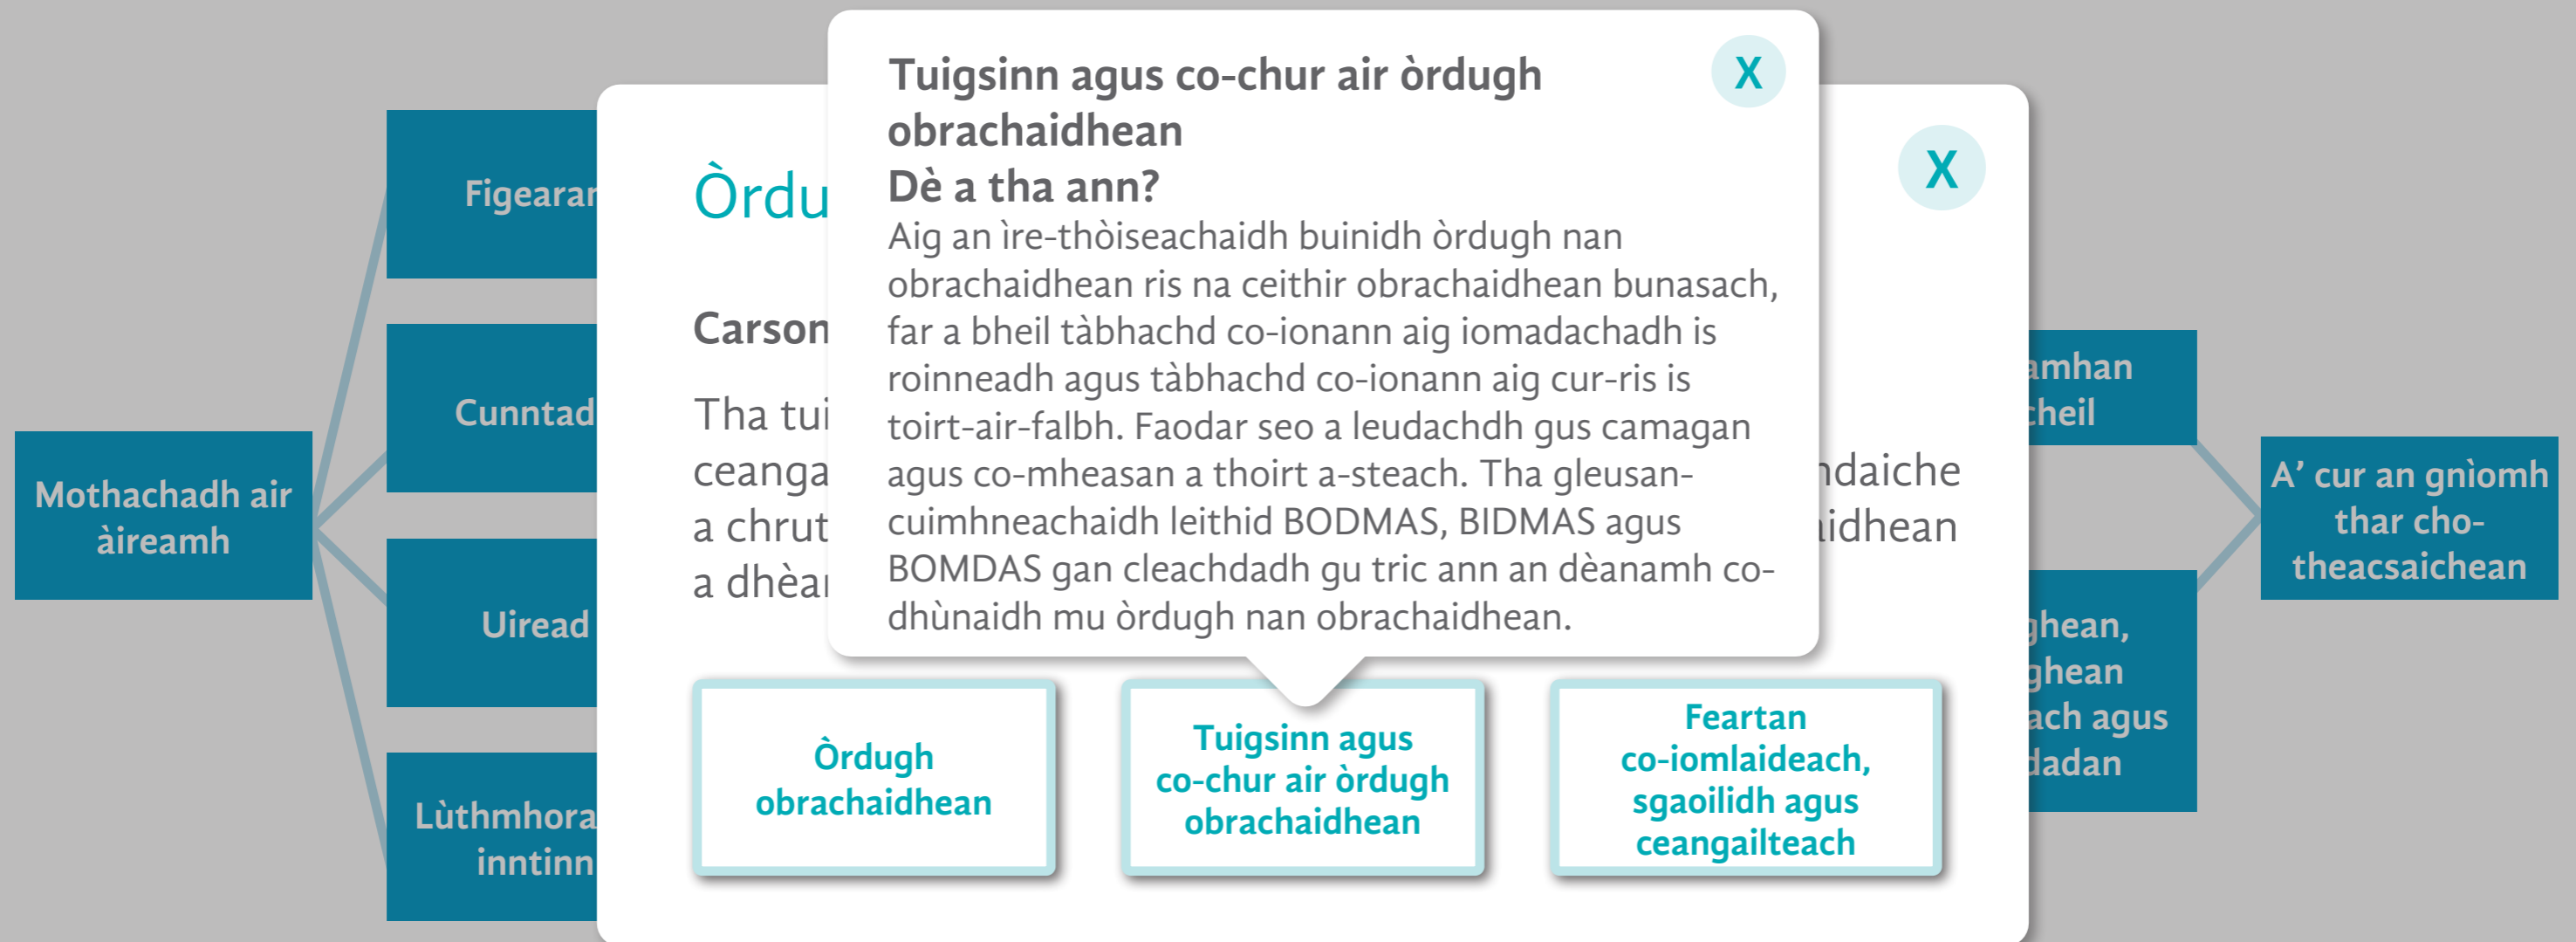 Mothachadh air
àireamh
Cunntad
Uiread
Lùthmhora
inntinn
Òrdu
Carson
Tha tui
ceanga
a chrut
a dhèa
Tuigsinn agus co-chur air òrdugh
obrachaidhean
Dè a tha ann?
Aig an ìre-thòiseachaidh buinidh òrdugh nan
obrachaidhean ris na ceithir obrachaidhean bunasach,
far a bheil tàbhachd co-ionann aig iomadachadh is
roinneadh agus tàbhachd co-ionann aig cur-ris is
toirt-air-falbh. Faodar seo a leudachdh gus camagan
agus co-mheasan a thoirt a-steach. Tha gleusan-
cuimhneachaidh leithid BODMAS, BIDMAS agus
BOMDAS gan cleachdadh gu tric ann an dèanamh co-
dhùnaidh mu òrdugh nan obrachaidhean.
X
X
ndaiche
aidhean
Òrdugh
obrachaidhean
Tuigsinn agus
co-chur air òrdugh
obrachaidhean
Feartan
co-iomlaideach,
sgaoilidh agus
ceangailteach
amhan
cheil
ghean,
ghean
ach agus
dadan
A' cur an gnìomh
thar cho-
theacsaichean